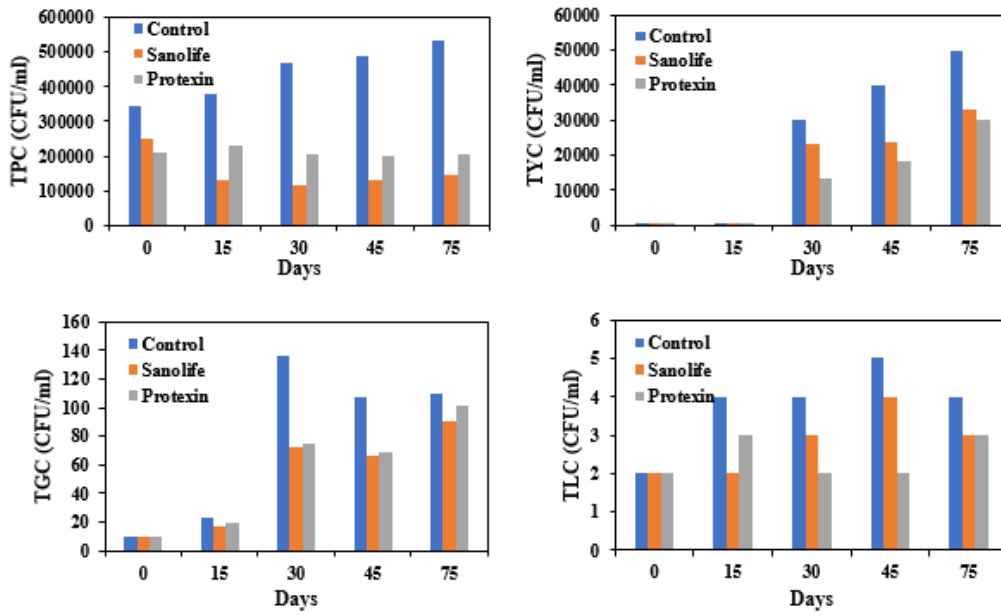 TPC (CFU/ml)
600000
500000
400000
300000
200000
100000
0
Control
Sanolife
Protexin
0 15 30 45 75
Days
TYC (CFU/ml)
60000
50000
40000
30000
20000
10000
0
Control
Sanolife
Protexin
0 15 30 45 75
Days
TGC (CFU/ml)
160
140
120
100
80
60
40
20
0
Control
Sanolife
Protexin
0 15 30 45 75
Days
TLC (CFU/ml)
6
5
4
3
2
1
0
Control
Sanolife
Protexin
0 15 30 45 75
Days